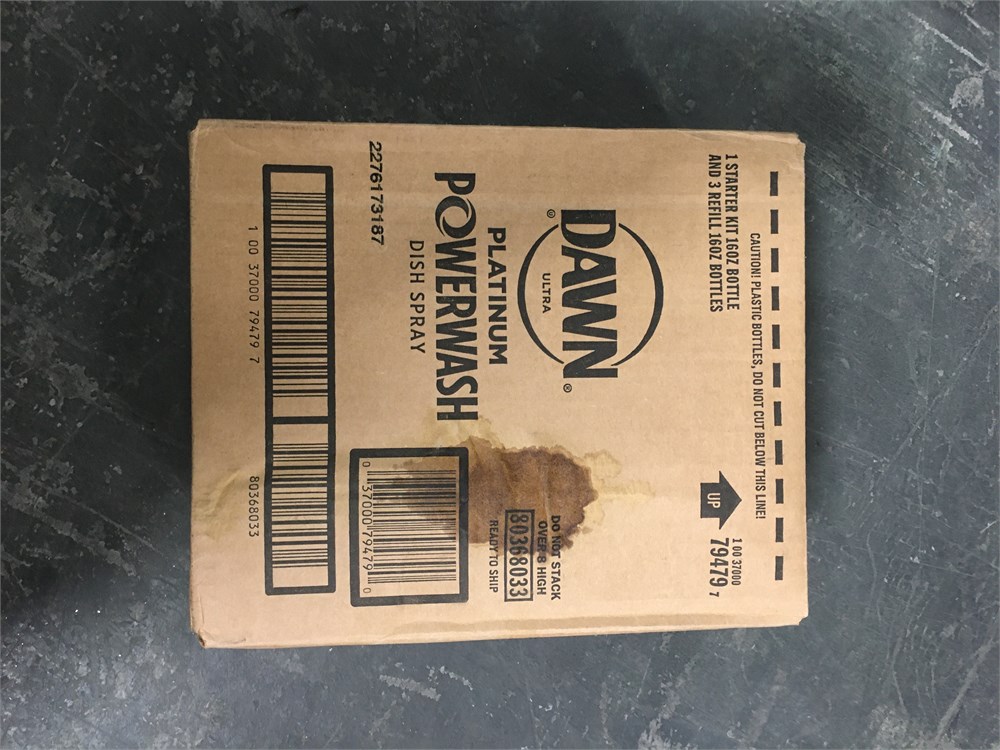 CAUTION! PLASTIC BOTTLES, DO NOT CUT BELOW THIS LINE!
1 STARTER KIT 16OZ BOTTLE
AND 3 REFILL 16OZ BOTTLES
UP
1 00 37000
79479 7
DAWN®
ULTRA
®
PLATINUM
POWERWASH
DISH SPRAY
DO NOT STACK
OVER 8 HIGH
80368033
READY TO SHIP
2276173187
0 37000 79479 0
1 00 37000 79479 7
80368033